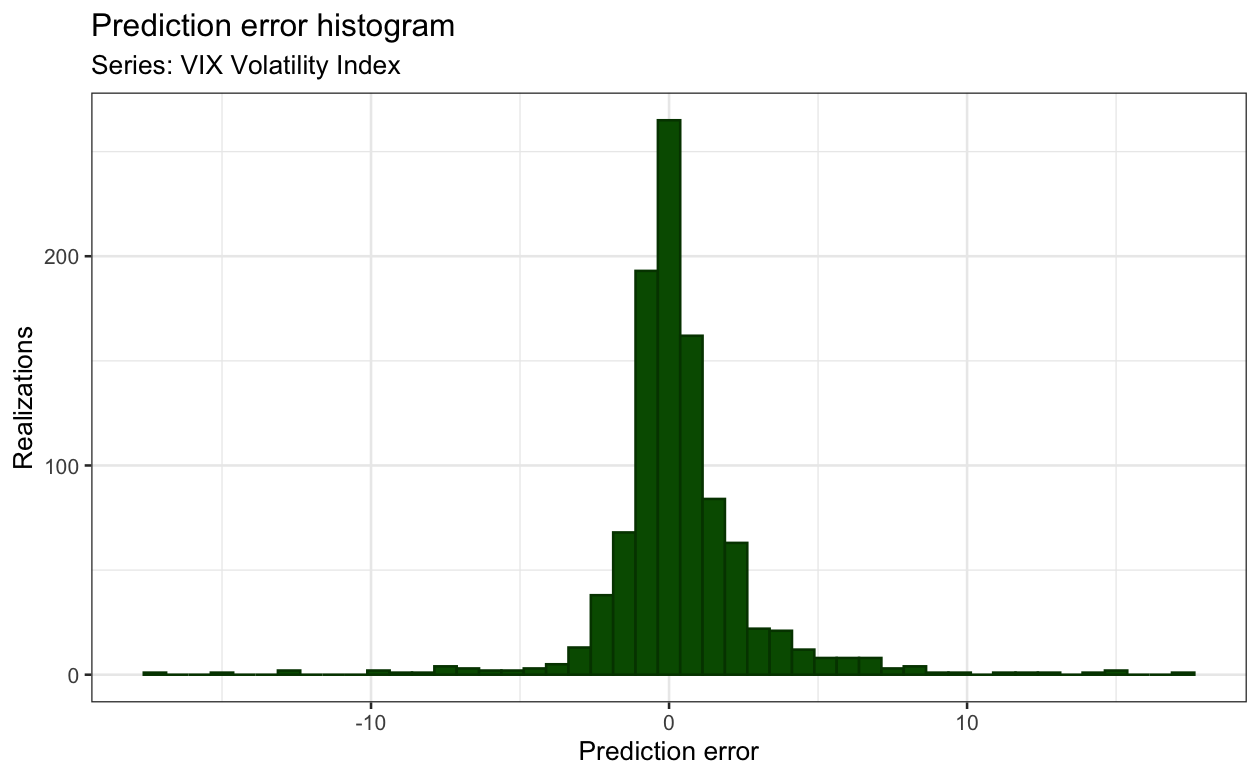 Prediction error histogram
Series: VIX Volatility Index
Realizations
200
100
0
-10 0 10
Prediction error